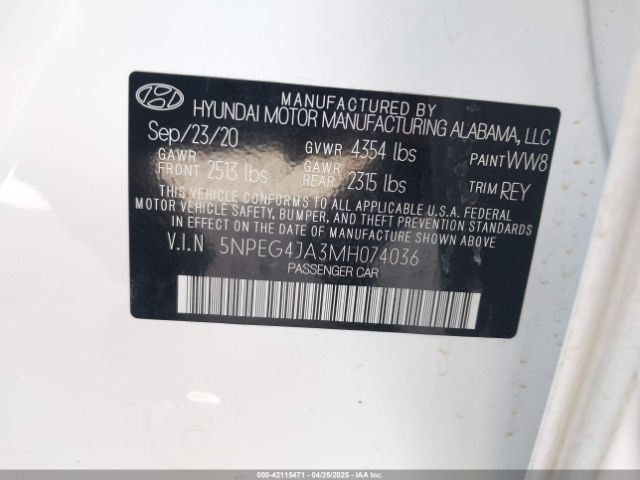 MANUFACTURED BY
HYUNDAI MOTOR MANUFACTURING ALABAMA, LLC
Sep/23/20 GVWR 4354 lbs PAINT WW8
GAWR FRONT 2513 lbs GAWR REAR 2315 lbs TRIM REY
THIS VEHICLE CONFORMS TO ALL APPLICABLE U.S.A. FEDERAL
MOTOR VEHICLE SAFETY, BUMPER, AND THEFT PREVENTION STANDARDS
IN EFFECT ON THE DATE OF MANUFACTURE SHOWN ABOVE
V.I.N 5NPEG4JA3MH074036
PASSENGER CAR
000-42115471 - 04/25/2025 - IAA Inc.